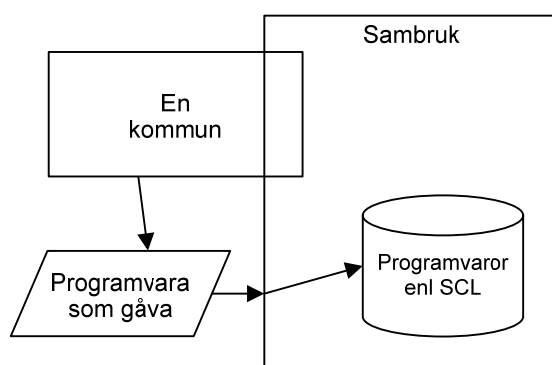 Sambruk
En
kommun
Programvara
som gåva
Programvaror
enl SCL